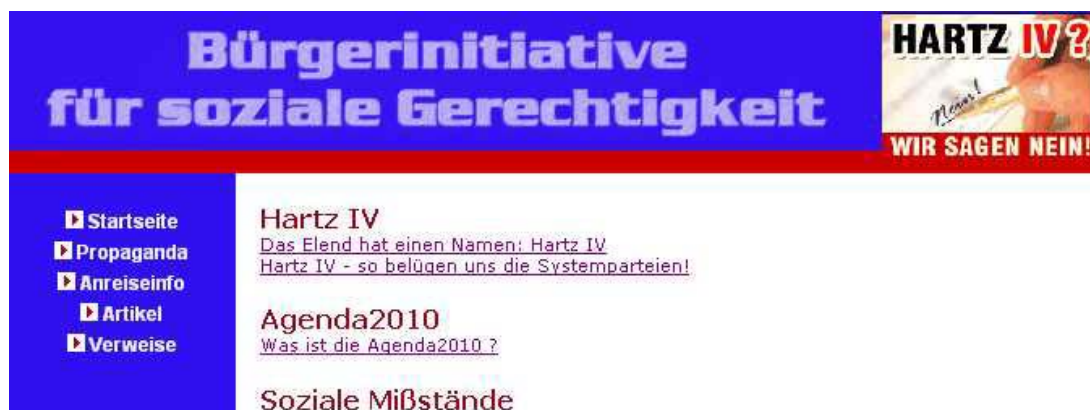 Bürgerinitiative
für soziale Gerechtigkeit
HARTZ IV?
Nein!
WIR SAGEN NEIN!
Startseite
Propaganda
Anreiseinfo
Artikel
Verweise
Hartz IV
Das Elend hat einen Namen: Hartz IV
Hartz IV - so belügen uns die Systemparteien!
Agenda2010
Was ist die Agenda2010 ?
Soziale Mißstände